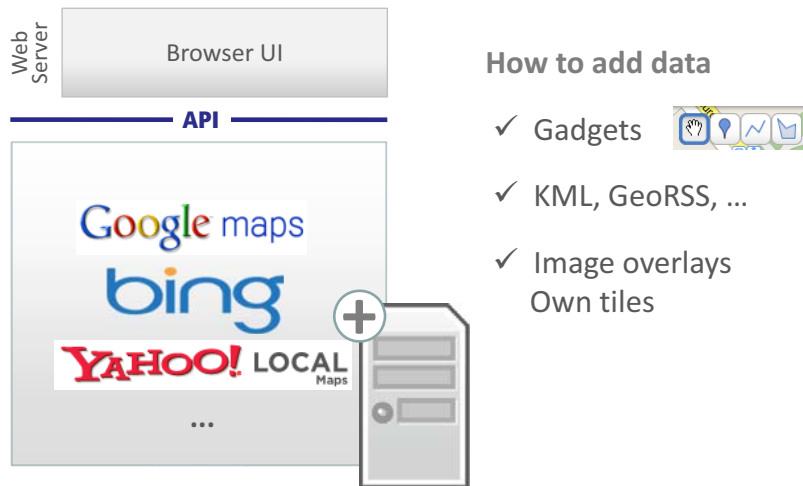 Web
Server
Browser UI
API
Google maps
bing
YAHOO! LOCAL
Maps
...
How to add data
✓ Gadgets
✓ KML, GeoRSS, ...
✓ Image overlays
Own tiles